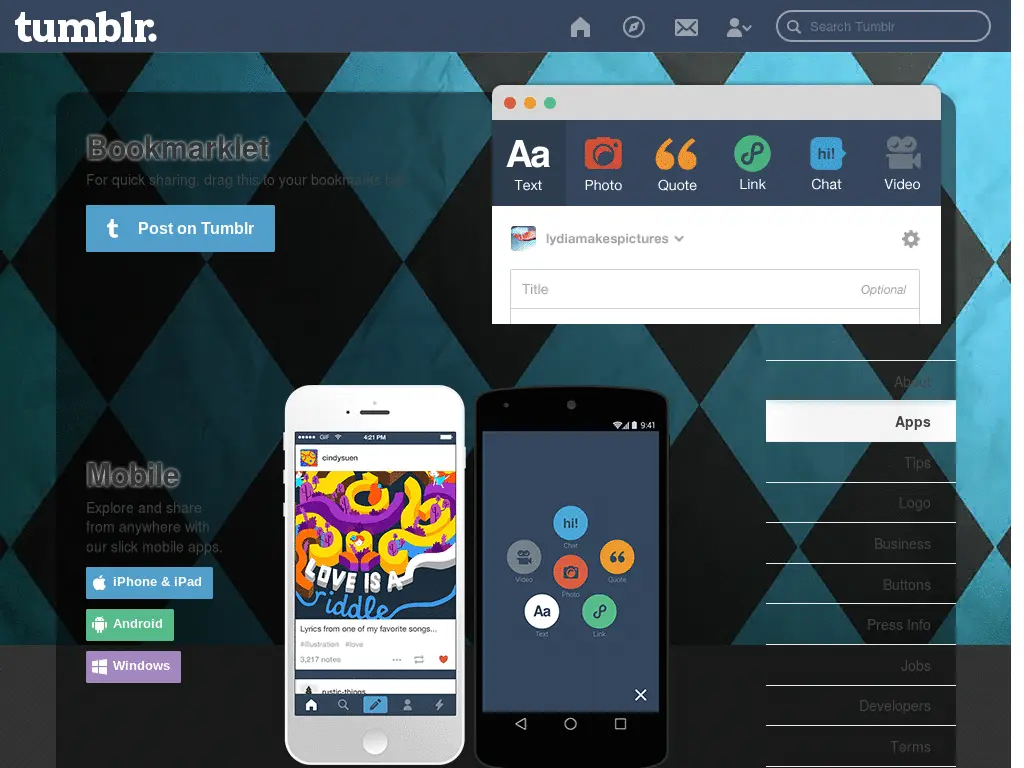 tumblr.
Search Tumblr
Bookmarklet
For quick sharing, drag this to your bookmarks bar.
t Post on Tumblr
Aa
hi!
Text Photo Quote Link Chat Video
lydiamakespictures
Title Optional
About
Apps
Tips
Logo
Business
Buttons
Press Info
Jobs
Developers
Terms
GIF 4:21 PM
cindysuen
LOVE IS A
riddle
Lyrics from one of my favorite songs...
#illustration #love
3,217 notes
rustic-things
9:41
hi!
Chat
Video
Quote
Photo
Aa
Text
Link
Mobile
Explore and share
from anywhere with
our slick mobile apps.
iPhone & iPad
Android
Windows